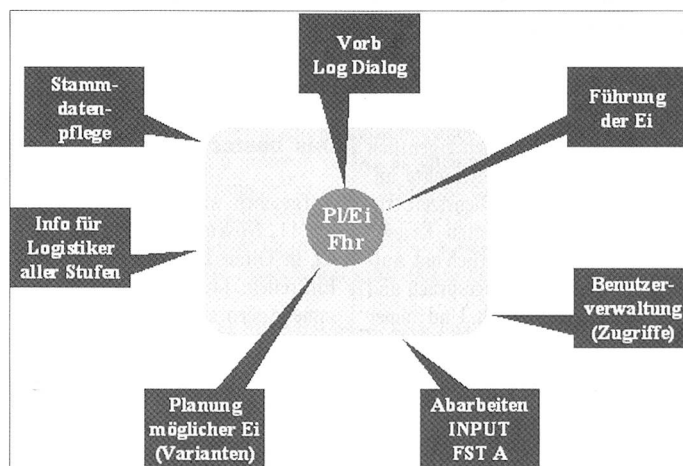 Vorb
Log Dialog
Stamm-
daten-
pflege
Führung
der Ei
Pl/Ei
Fhr
Info für
Logistiker
aller Stufen
Benutzer-
verwaltung
(Zugriffe)
Planung
möglicher Ei
(Varianten)
Abarbeiten
INPUT
FST A